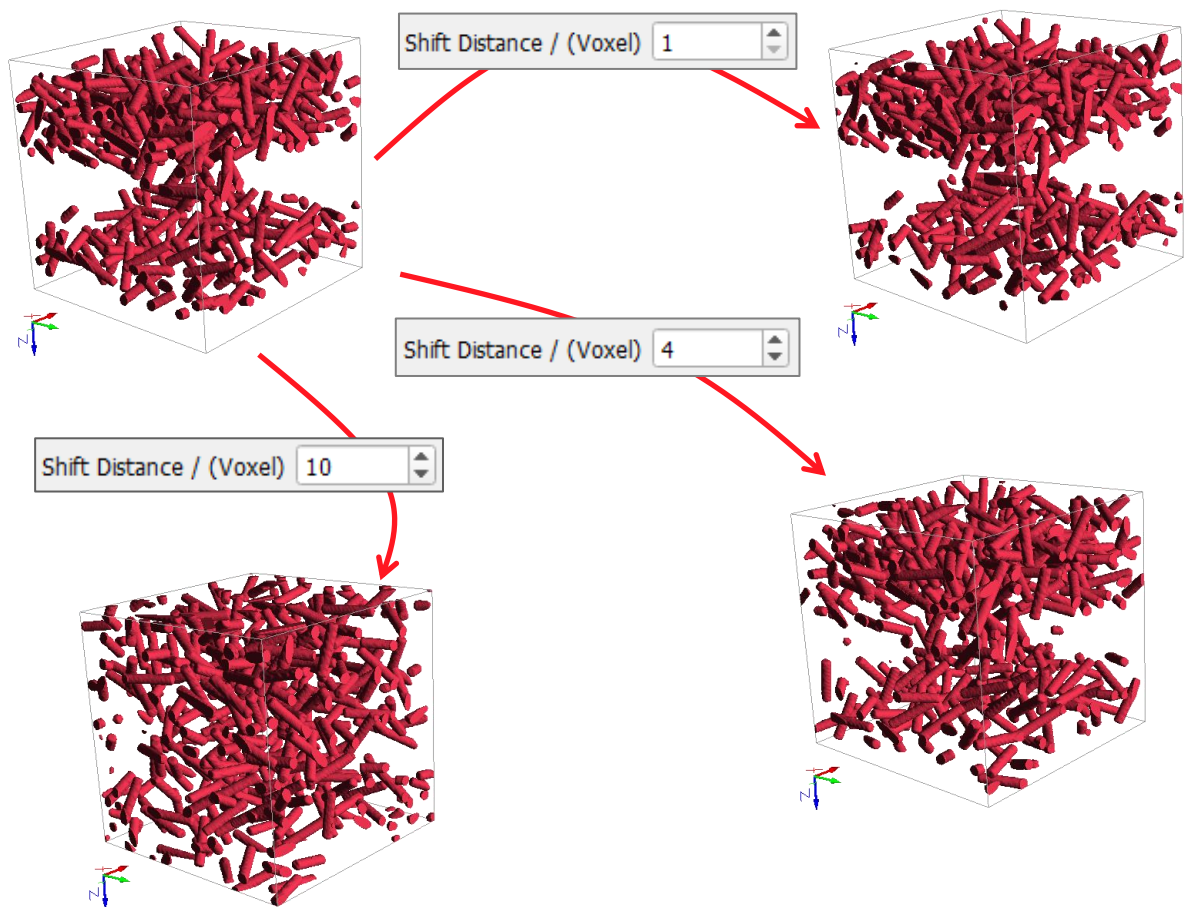 Shift Distance / (Voxel) 1
Shift Distance / (Voxel) 4
Shift Distance / (Voxel) 10
Z
Z
Z
Z